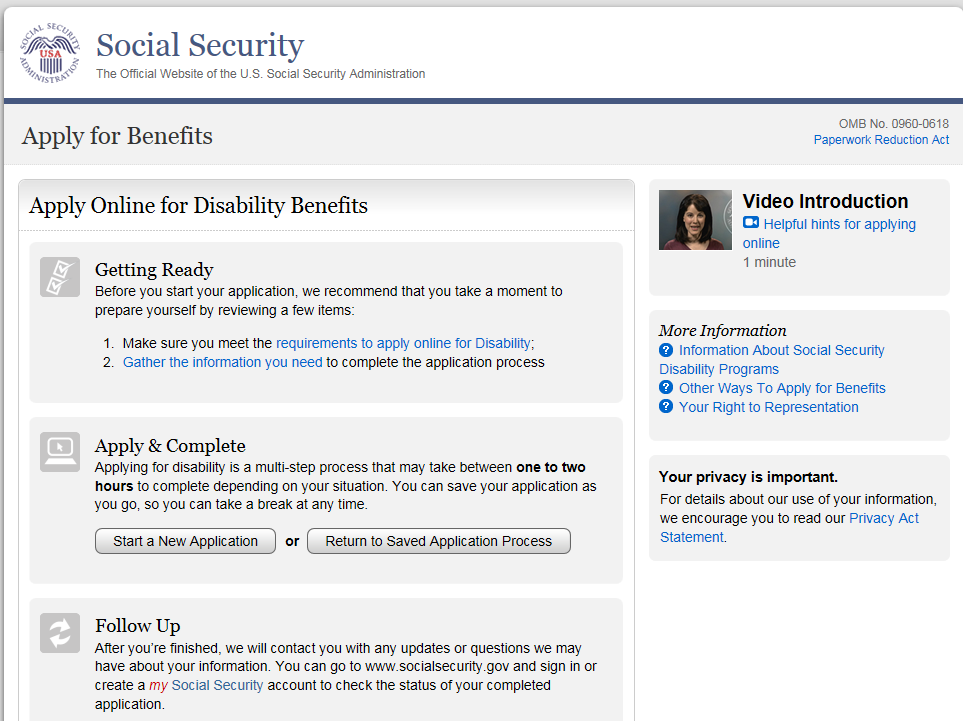 SOCIAL SECURITY ADMINISTRATION
USA
Social Security
The Official Website of the U.S. Social Security Administration
Apply for Benefits
OMB No. 0960-0618
Paperwork Reduction Act
Apply Online for Disability Benefits
Getting Ready
Before you start your application, we recommend that you take a moment to
prepare yourself by reviewing a few items:
1. Make sure you meet the requirements to apply online for Disability;
2. Gather the information you need to complete the application process
Apply & Complete
Applying for disability is a multi-step process that may take between one to two
hours to complete depending on your situation. You can save your application as
you go, so you can take a break at any time.
Start a New Application or Return to Saved Application Process
Follow Up
After you're finished, we will contact you with any updates or questions we may
have about your information. You can go to www.socialsecurity.gov and sign in or
create a my Social Security account to check the status of your completed
application.
Video Introduction
Helpful hints for applying
online
1 minute
More Information
? Information About Social Security
Disability Programs
? Other Ways To Apply for Benefits
? Your Right to Representation
Your privacy is important.
For details about our use of your information,
we encourage you to read our Privacy Act
Statement.